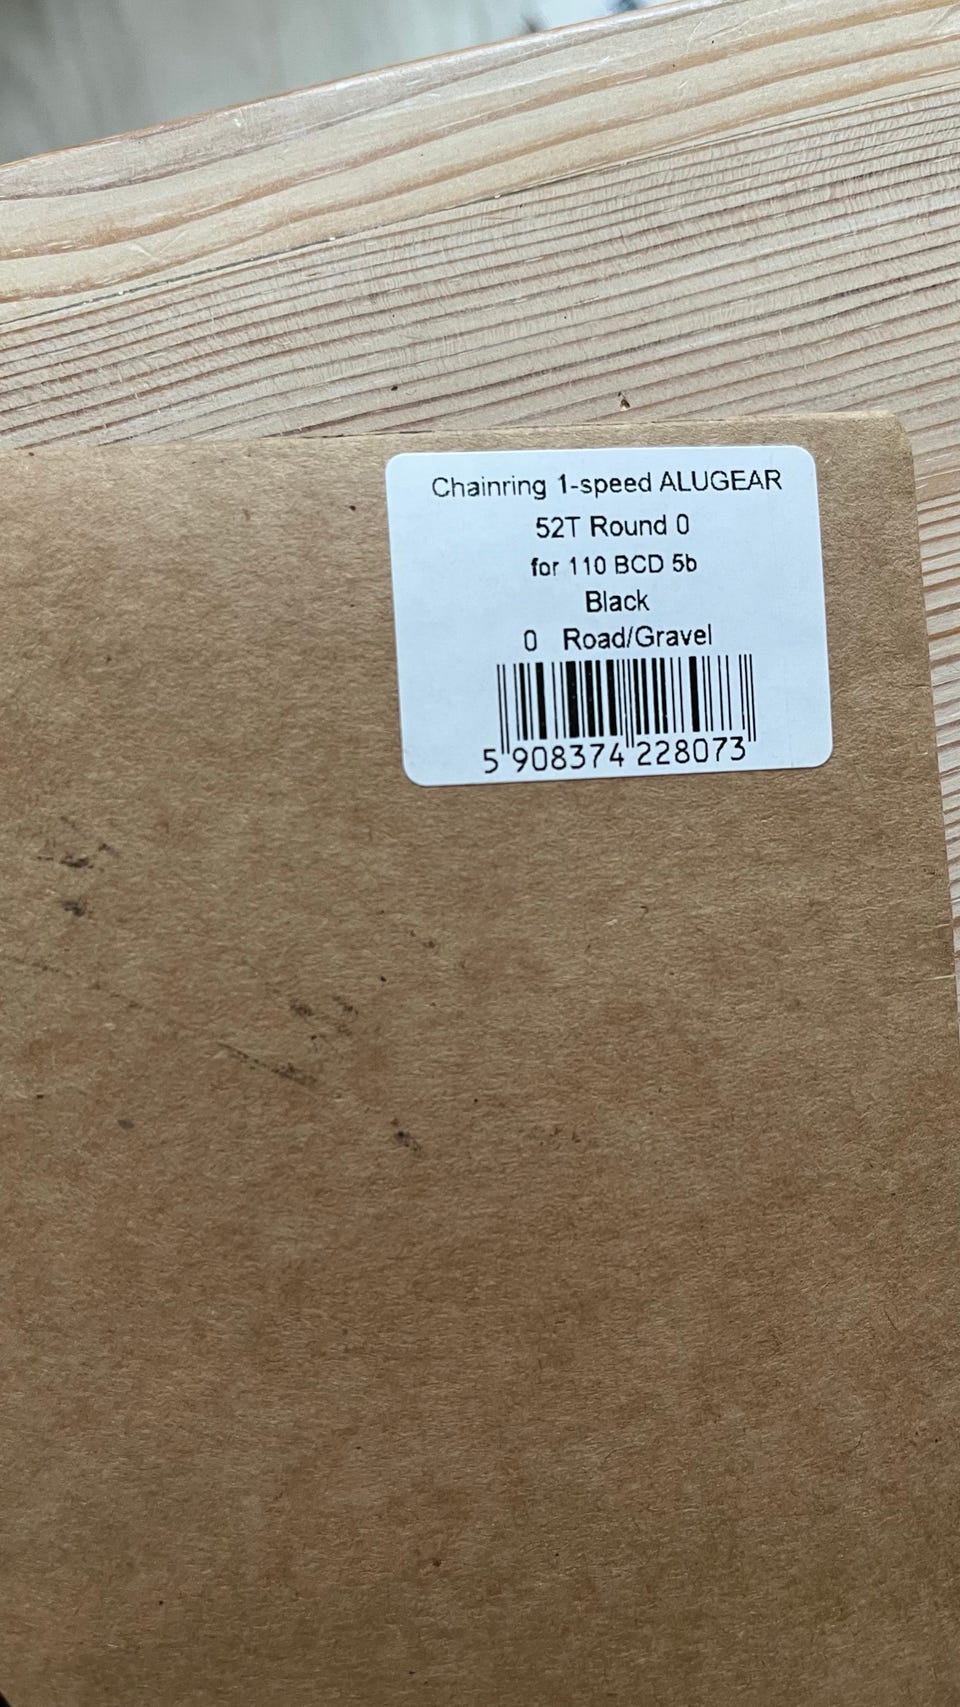 Chainring 1-speed ALUGEAR
52T Round 0
for 110 BCD 5b
Black
0 Road/Gravel
5 908374 228073